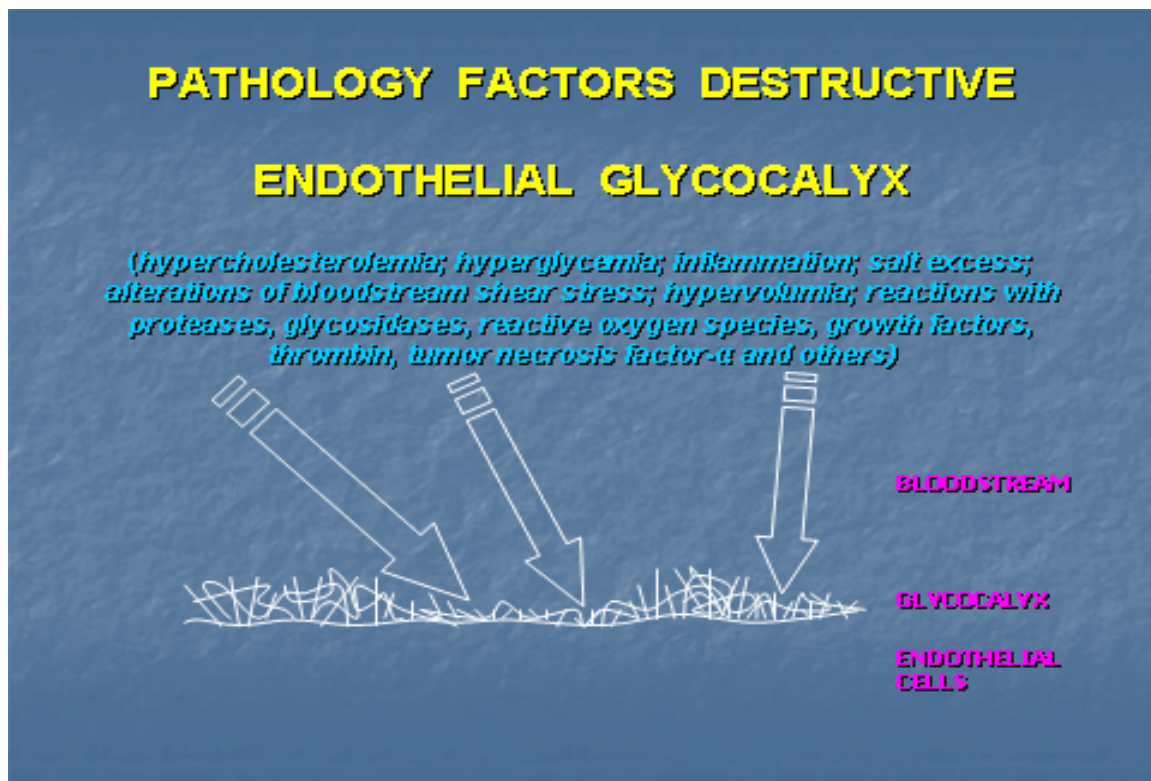 PATHOLOGY FACTORS DESTRUCTIVE
ENDOTHELIAL GLYCOCALYX
(hypercholesterolemia; hyperglycemia; inflammation; salt excess;
alterations of bloodstream shear stress; hypervolumia; reactions with
proteases, glycosidases, reactive oxygen species, growth factors,
thrombin, tumor necrosis factor-α and others)
BLOODSTREAM
GLYCOCALYX
ENDOTHELIAL
CELLS